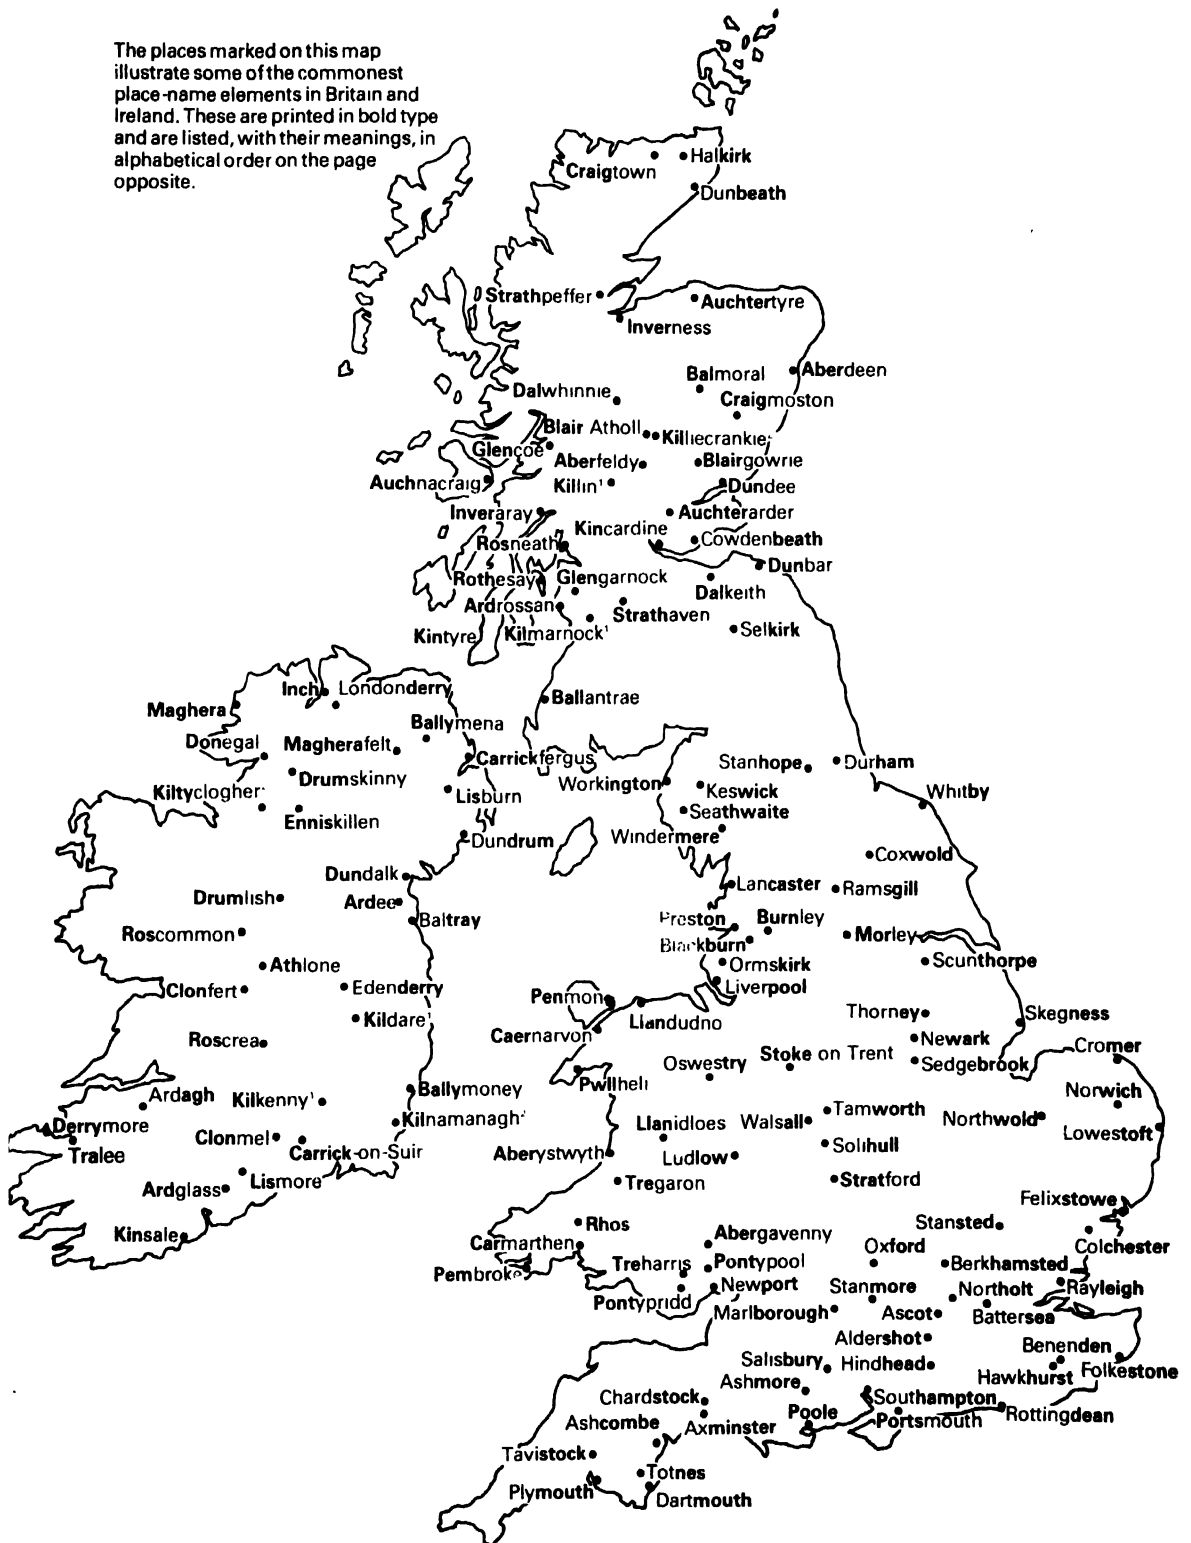 The places marked on this map
illustrate some of the commonest
place-name elements in Britain and
Ireland. These are printed in bold type
and are listed, with their meanings, in
alphabetical order on the page
opposite.
Craigtown
Halkirk
Dunbeath
Strathpeffer
Auchtertyre
Inverness
Balmoral
Aberdeen
Dalwhinnie
Craigmoston
Blair Atholl
Killiecrankie
Glencoe
Aberfeldy
Blairgowrie
Auchnacraig
Killin¹
Dundee
Inveraray
Auchterarder
Kincardine
Rosneath
Cowdenbeath
Dunbar
Rothesay
Glengarnock
Dalkeith
Ardrossan
Strathaven
Kintyre
Kilmarnock¹
Selkirk
Inch
Londonderry
Ballantrae
Maghera
Ballymena
Donegal
Magherafelt
Carrickfergus
Stanhope
Durham
Drumskinny
Workington
Keswick
Kiltyclogher
Lisburn
Whitby
Seathwaite
Enniskillen
Dundrum
Windermere
Coxwold
Dundalk
Lancaster
Ramsgill
Drumlish
Ardee
Baltray
Preston
Burnley
Roscommon
Blackburn
Morley
Athlone
Ormskirk
Scunthorpe
Clonfert
Edenderry
Penmon
Liverpool
Kildare
Llandudno
Thorney
Skegness
Roscrea
Caernarvon
Newark
Cromer
Oswestry
Stoke on Trent
Sedgebrook
Pwllheli
Ballymoney
Norwich
Ardagh
Kilkenny¹
Derrymore
Kilnamanagh²
Llanidloes
Walsall
Tamworth
Northwold
Clonmel
Lowestoft
Tralee
Carrick-on-Suir
Aberystwyth
Ludlow
Solihull
Ardglass
Lismore
Tregaron
Stratford
Felixstowe
Kinsale
Rhos
Stansted
Carmarthen
Abergavenny
Oxford
Colchester
Pembroke
Treharris
Pontypool
Berkhamsted
Newport
Stanmore
Northolt
Rayleigh
Pontypridd
Marlborough
Ascot
Battersea
Aldershot
Benenden
Salisbury
Hindhead
Folkestone
Ashmore
Hawkhurst
Chardstock
Southampton
Ashcombe
Axminster
Poole
Portsmouth
Rottingdean
Tavistock
Totnes
Plymouth
Dartmouth